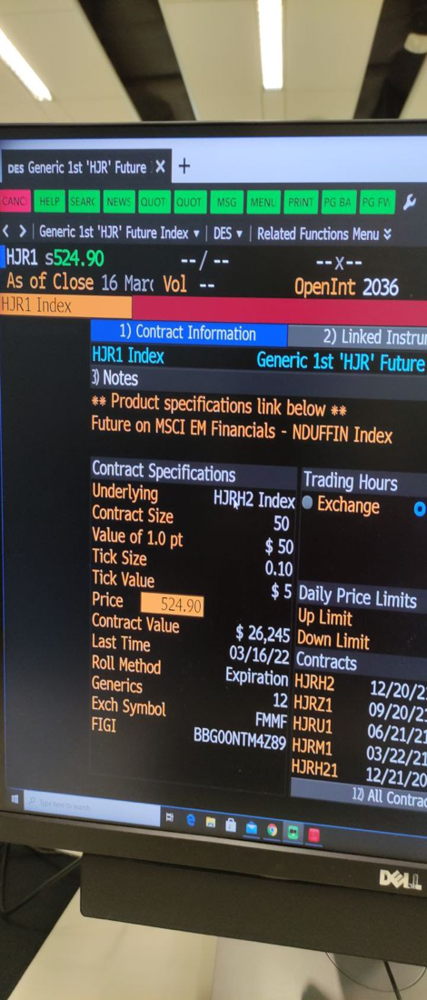 DES Generic 1st 'HJR' Future X +
CANC HELP SEARC NEWS QUOT QUOT MSG MENU PRINT PG BA PG FW
< > Generic 1st 'HJR' Future Index ▾ DES ▾ Related Functions Menu
HJR1 s524.90 --/-- --x--
As of Close 16 Marc Vol -- OpenInt 2036
HJR1 Index
1) Contract Information 2) Linked Instru
HJR1 Index Generic 1st 'HJR' Future
3) Notes
** Product specifications link below **
Future on MSCI EM Financials - NDUFFIN Index
Contract Specifications
Underlying HJRH2 Index
Contract Size 50
Value of 1.0 pt $ 50
Tick Size 0.10
Tick Value $ 5
Price 524.90
Contract Value $ 26,245
Last Time 03/16/22
Roll Method Expiration
Generics 12
Exch Symbol FMMF
FIGI BBG00NTM4Z89
Trading Hours
Exchange
Daily Price Limits
Up Limit
Down Limit
Contracts
HJRH2 12/20/21
HJRZ1 09/20/21
HJRU1 06/21/21
HJRM1 03/22/21
HJRH21 12/21/20
12) All Contrac
Type here to search
DELL